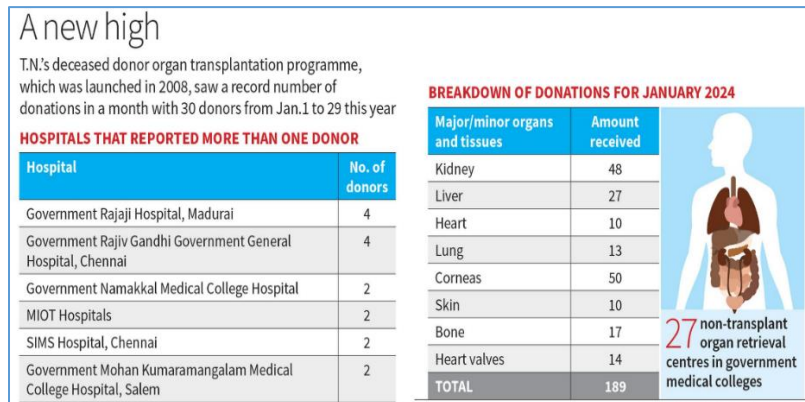 A new high
T.N.'s deceased donor organ transplantation programme,
which was launched in 2008, saw a record number of
donations in a month with 30 donors from Jan.1 to 29 this year
HOSPITALS THAT REPORTED MORE THAN ONE DONOR
Hospital No. of
donors
Government Rajaji Hospital, Madurai 4
Government Rajiv Gandhi Government General 4
Hospital, Chennai
Government Namakkal Medical College Hospital 2
MIOT Hospitals 2
SIMS Hospital, Chennai 2
Government Mohan Kumaramangalam Medical 2
College Hospital, Salem
BREAKDOWN OF DONATIONS FOR JANUARY 2024
Major/minor organs Amount
and tissues received
Kidney 48
Liver 27
Heart 10
Lung 13
Corneas 50
Skin 10
Bone 17
Heart valves 14
TOTAL 189
27 non-transplant
organ retrieval
centres in government
medical colleges